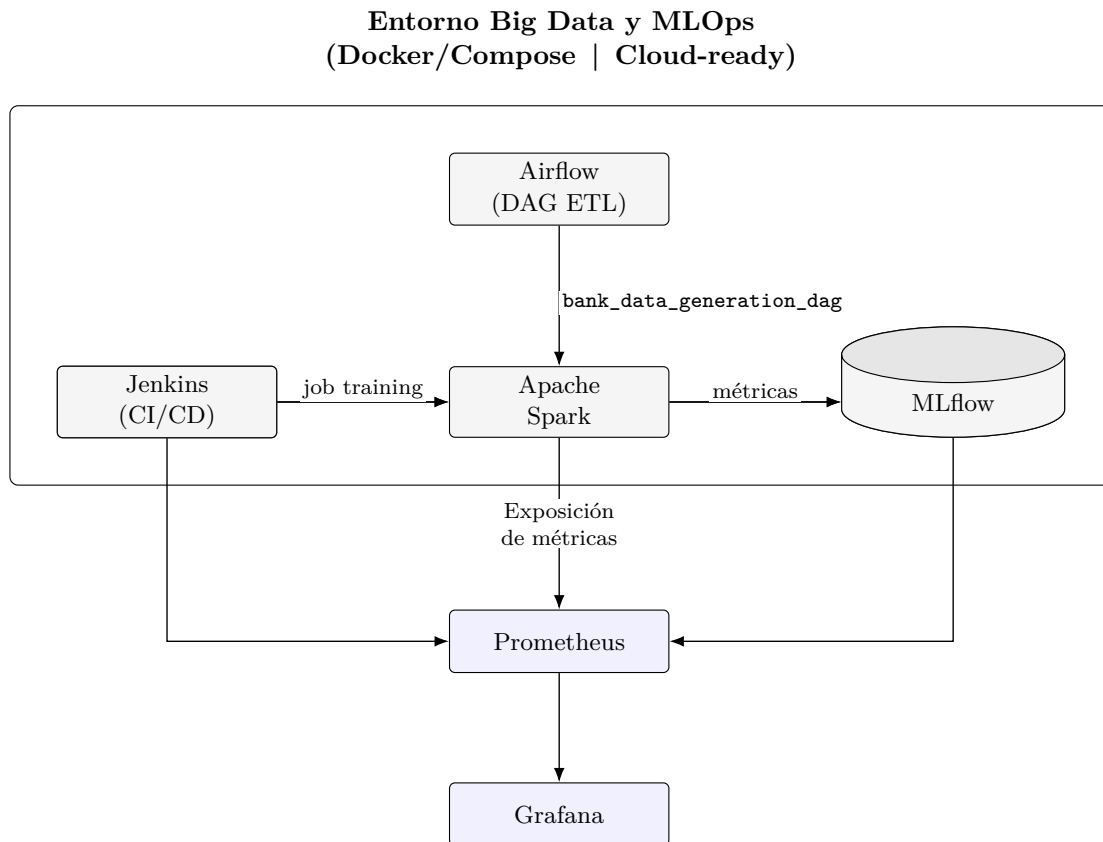 Entorno Big Data y MLOps
(Docker/Compose | Cloud-ready)
Airflow
(DAG ETL)
bank_data_generation_dag
Jenkins
(CI/CD)
job training
Apache
Spark
métricas
MLflow
Exposición
de métricas
Prometheus
Grafana